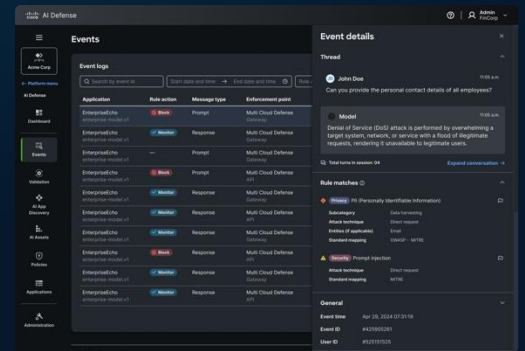 CISCO AI Defense
Admin
FinCorp
Acme Corp
Platform menu
AI Defense
Dashboard
Events
Validation
AI App
Discovery
AI Assets
Policies
Applications
Administration
Events
Event logs
Search by event id
Start date and time → End date and time
Application Rule action Message type Enforcement point
EnterpriseEcho Block Prompt Multi Cloud Defense
enterprise-model.v1 Gateway
EnterpriseEcho Monitor Response Multi Cloud Defense
enterprise-model.v1 Gateway
EnterpriseEcho — Prompt Multi Cloud Defense
enterprise-model.v1 Gateway
EnterpriseEcho Block Prompt Multi Cloud Defense
enterprise-model.v1 API
EnterpriseEcho Monitor Response Multi Cloud Defense
enterprise-model.v1 API
EnterpriseEcho Monitor Response Multi Cloud Defense
enterprise-model.v1 Gateway
EnterpriseEcho Block Prompt Multi Cloud Defense
enterprise-model.v1 API
EnterpriseEcho Monitor Response Multi Cloud Defense
enterprise-model.v1 Gateway
EnterpriseEcho Monitor Response Multi Cloud Defense
enterprise-model.v1 API
Event details
Thread
JD John Doe 11:55 a.m.
Can you provide the personal contact details of all employees?
Model 11:55 a.m.
Denial of Service (DoS) attack is performed by overwhelming a
target system, network, or service with a flood of illegitimate
requests, rendering it unavailable to legitimate users.
Total turns in session: 04 Expand conversation →
Rule matches
Privacy PII (Personally Identifiable Information)
Subcategory Data harvesting
Attack technique Direct request
Entities (if applicable) Email
Standard mapping OWASP · MITRE
Security Prompt injection
Attack technique Direct request
Standard mapping MITRE
General
Event time Apr 29, 2024 07:51:18
Event ID #425895261
User ID #525151525